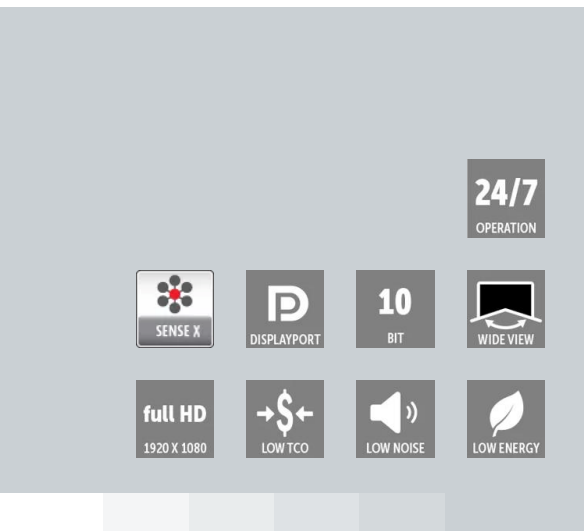 24/7
OPERATION
SENSE X
DISPLAYPORT
10
BIT
WIDE VIEW
full HD
1920 X 1080
$
LOW TCO
LOW NOISE
LOW ENERGY